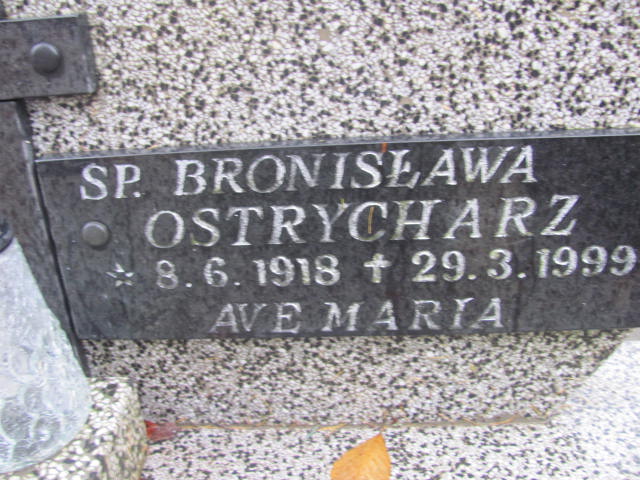 SP. BRONISŁAWA
OSTRYCHARZ
* 8.6.1918 ✝ 29.3.1999
AVE MARIA